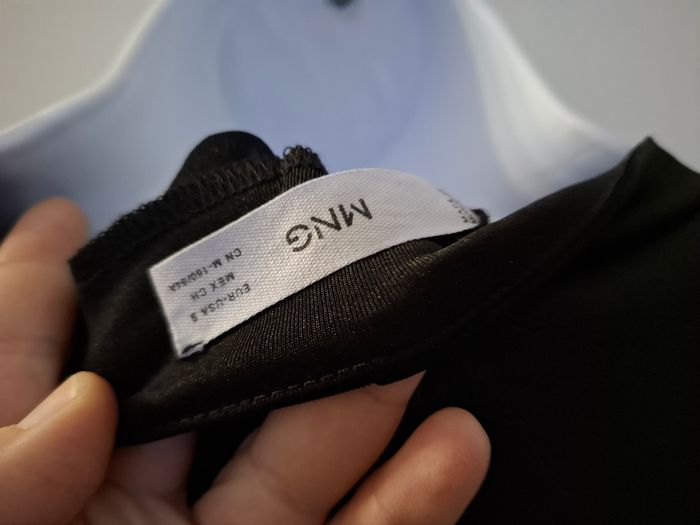 MNG
EUR-USA S
MEX CH
CN M-160/84A